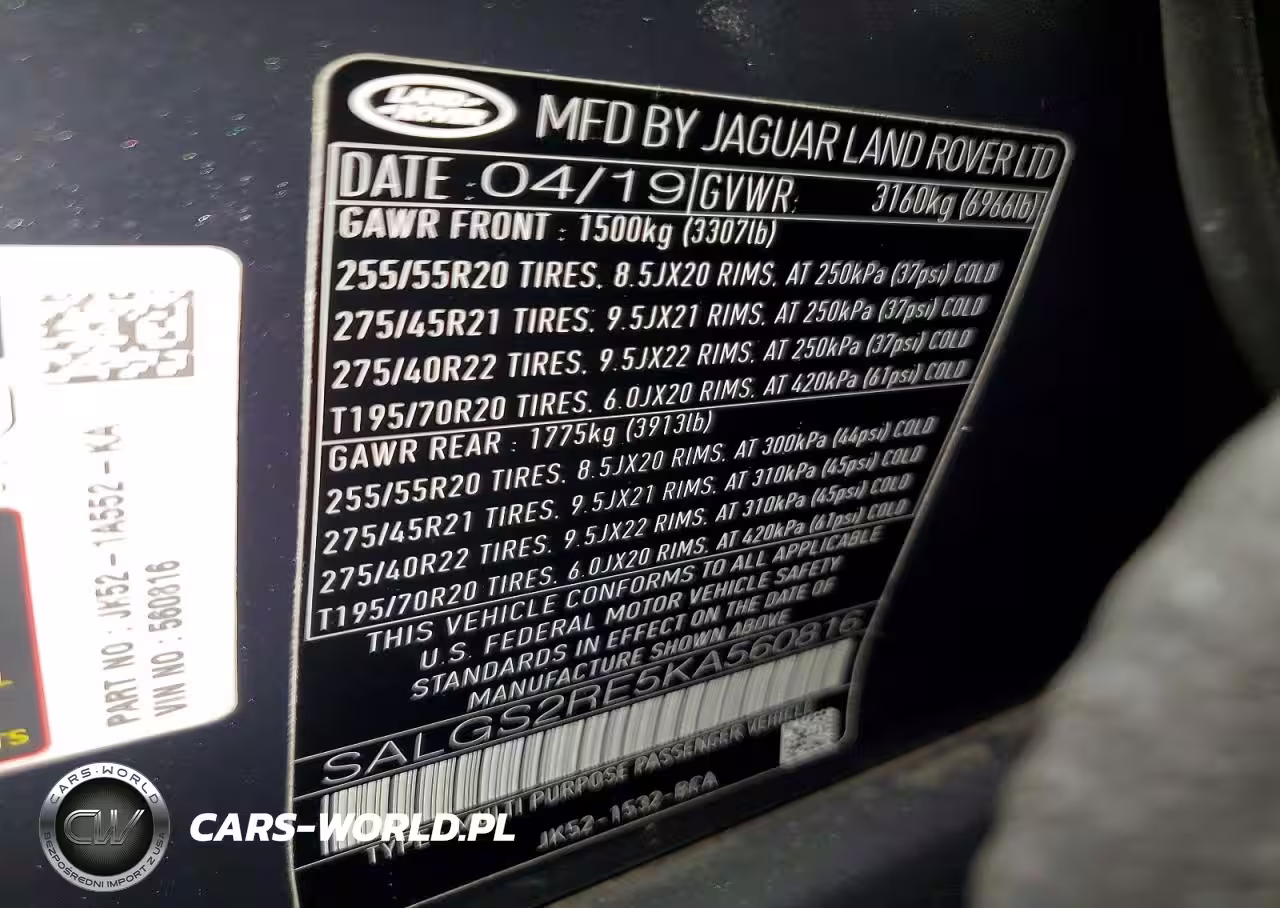 LAND
ROVER
MFD BY JAGUAR LAND ROVER LTD
DATE : 04/19 GVWR: 3160kg (6966lb)
GAWR FRONT : 1500kg (3307lb)
255/55R20 TIRES, 8.5JX20 RIMS, AT 250kPa (37psi) COLD
275/45R21 TIRES, 9.5JX21 RIMS, AT 250kPa (37psi) COLD
275/40R22 TIRES, 9.5JX22 RIMS, AT 250kPa (37psi) COLD
T195/70R20 TIRES, 6.0JX20 RIMS, AT 420kPa (61psi) COLD
GAWR REAR : 1775kg (3913lb)
255/55R20 TIRES, 8.5JX20 RIMS, AT 300kPa (44psi) COLD
275/45R21 TIRES, 9.5JX21 RIMS, AT 310kPa (45psi) COLD
275/40R22 TIRES, 9.5JX22 RIMS, AT 310kPa (45psi) COLD
T195/70R20 TIRES, 6.0JX20 RIMS, AT 420kPa (61psi) COLD
THIS VEHICLE CONFORMS TO ALL APPLICABLE
U.S. FEDERAL MOTOR VEHICLE SAFETY
STANDARDS IN EFFECT ON THE DATE OF
MANUFACTURE SHOWN ABOVE
SALGS2RE5KA560816
TYPE MULTI PURPOSE PASSENGER VEHICLE
PART NO : JK52-1A552-KA
VIN NO : 560816
CARS-WORLD
CW
BEZPOŚREDNI IMPORT Z USA
CARS-WORLD.PL